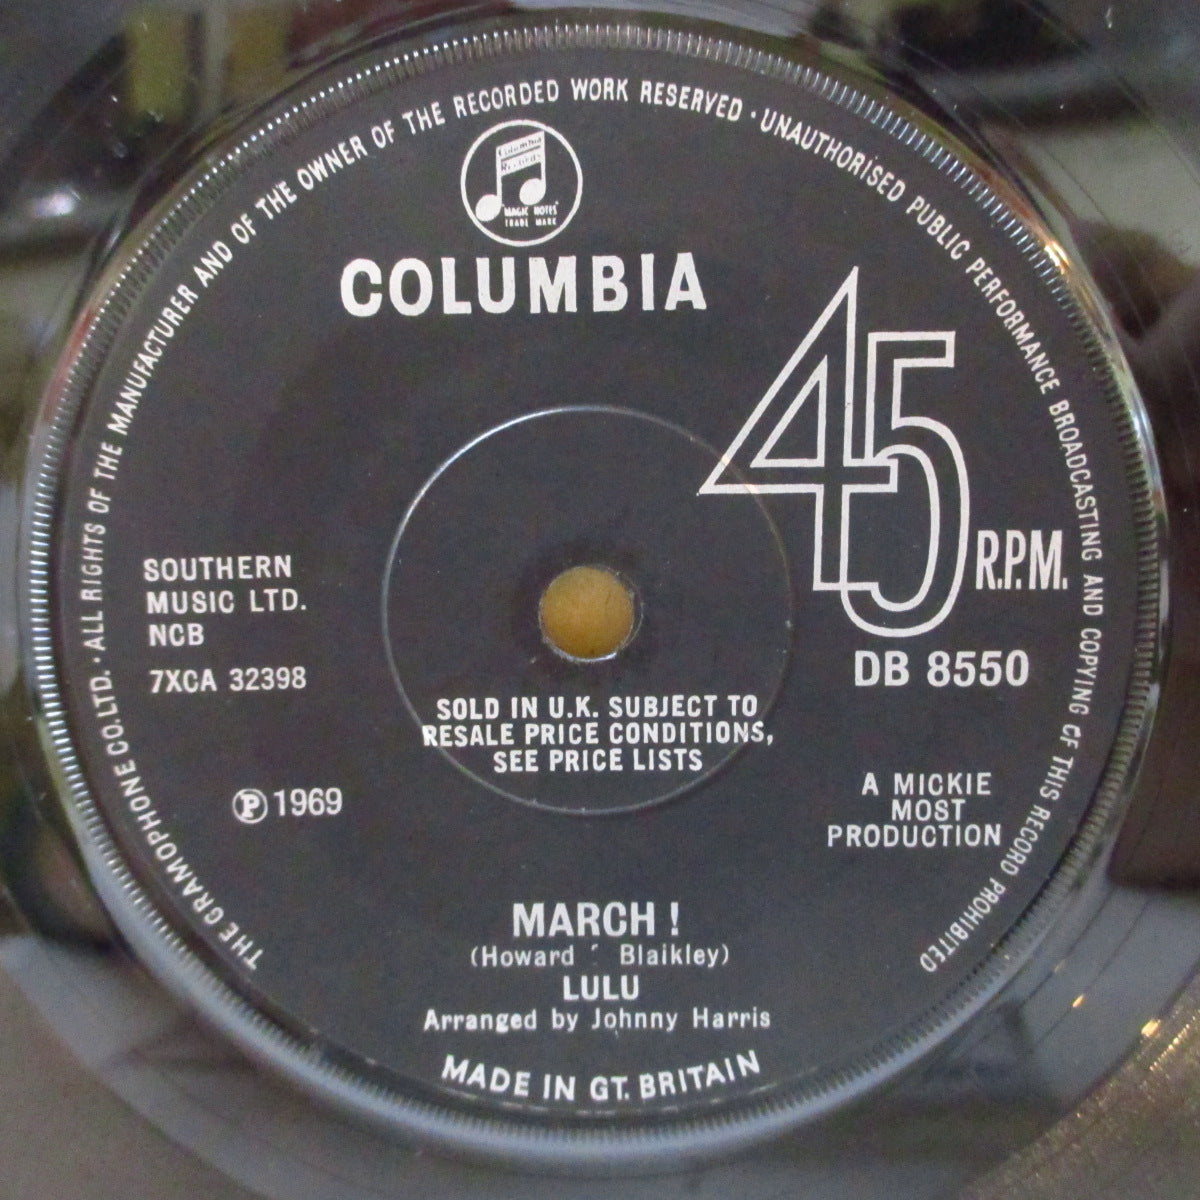 THE GRAMOPHONE CO. LTD. · ALL RIGHTS OF THE MANUFACTURER AND OF THE OWNER OF THE RECORDED WORK RESERVED · UNAUTHORISED PUBLIC PERFORMANCE BROADCASTING AND COPYING OF THIS RECORD PROHIBITED
Columbia
Records
"MAGIC NOTES"
TRADE MARK
COLUMBIA
45
R.P.M.
DB 8550
SOUTHERN
MUSIC LTD.
NCB
7XCA 32398
SOLD IN U.K. SUBJECT TO
RESALE PRICE CONDITIONS,
SEE PRICE LISTS
Ⓟ 1969
A MICKIE
MOST
PRODUCTION
MARCH !
(Howard ´ Blaikley)
LULU
Arranged by Johnny Harris
MADE IN GT. BRITAIN